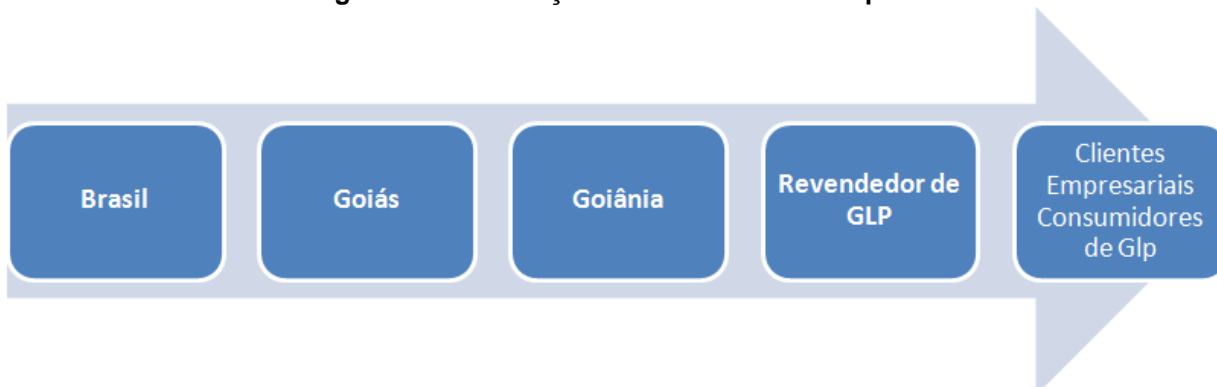 Brasil
Goiás
Goiânia
Revendedor de
GLP
Clientes
Empresariais
Consumidores
de Glp